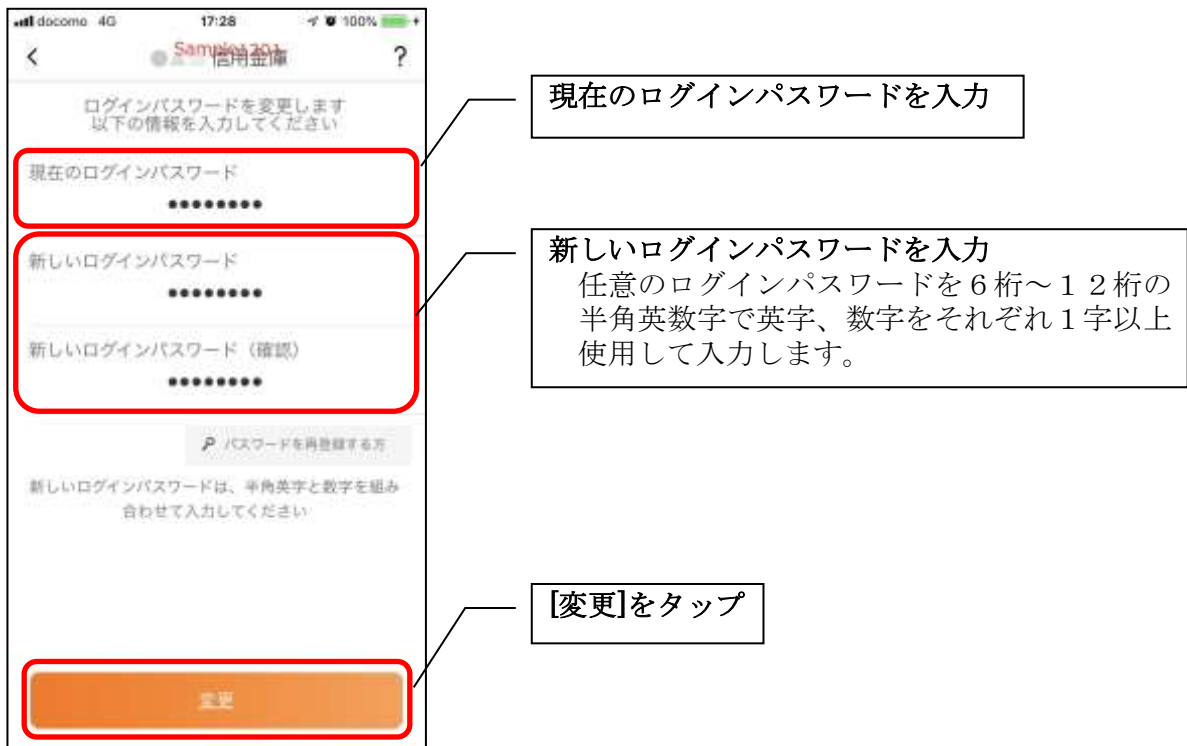 docomo 4G 17:28 100%
信用金庫 ?
ログインパスワードを変更します
以下の情報を入力してください
現在のログインパスワード
●●●●●●●●
新しいログインパスワード
●●●●●●●●
新しいログインパスワード（確認）
●●●●●●●●
パスワードを再登録する方
新しいログインパスワードは、半角英字と数字を組み
合わせて入力してください
変更
現在のログインパスワードを入力
新しいログインパスワードを入力
任意のログインパスワードを６桁～１２桁の
半角英数字で英字、数字をそれぞれ１字以上
使用して入力します。
[変更]をタップ